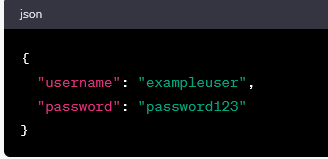 json
{
"username": "exampleuser",
"password": "password123"
}